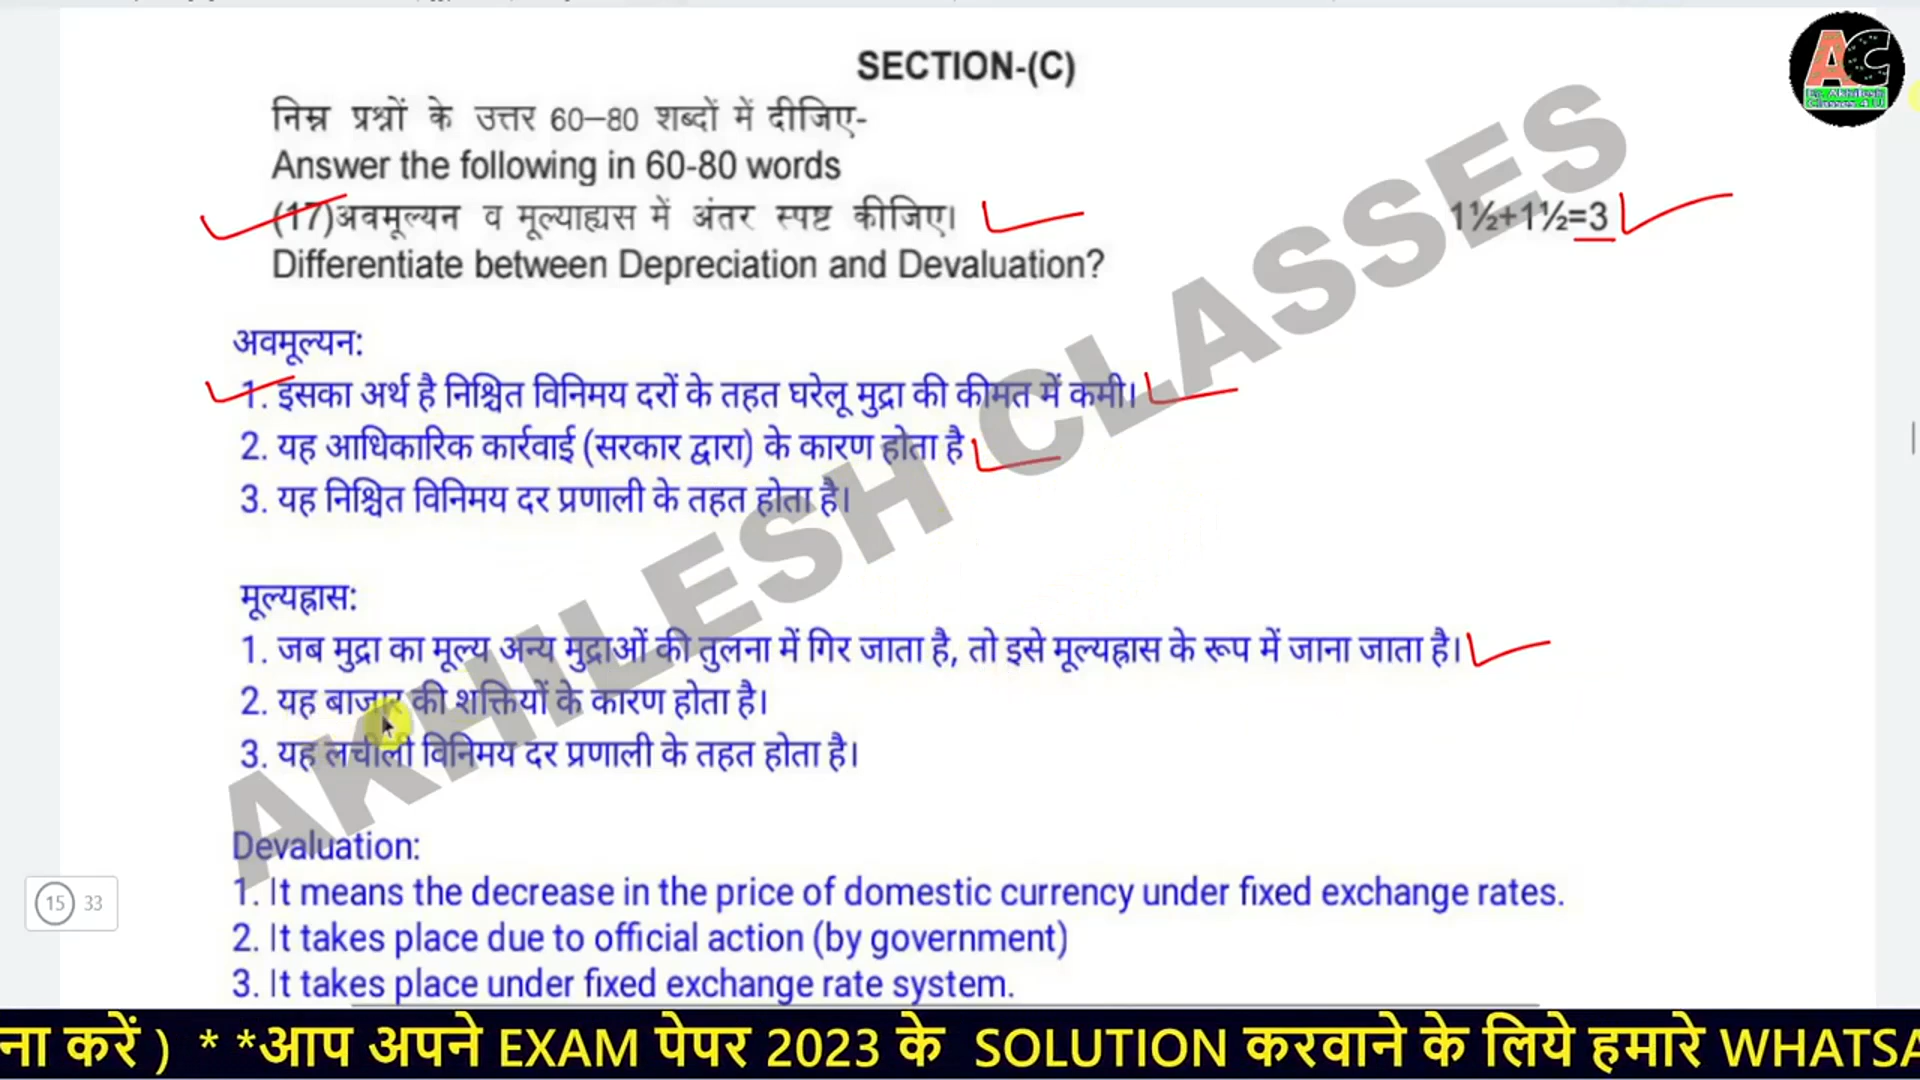 SECTION-(C)
निम्न प्रश्नों के उत्तर 60–80 शब्दों में दीजिए-
Answer the following in 60-80 words
(17)अवमूल्यन व मूल्याह्यस में अंतर स्पष्ट कीजिए। 1½+1½=3
Differentiate between Depreciation and Devaluation?
अवमूल्यन:
1. इसका अर्थ है निश्चित विनिमय दरों के तहत घरेलू मुद्रा की कीमत में कमी।
2. यह आधिकारिक कार्रवाई (सरकार द्वारा) के कारण होता है
3. यह निश्चित विनिमय दर प्रणाली के तहत होता है।
मूल्यह्रास:
1. जब मुद्रा का मूल्य अन्य मुद्राओं की तुलना में गिर जाता है, तो इसे मूल्यह्रास के रूप में जाना जाता है।
2. यह बाजार की शक्तियों के कारण होता है।
3. यह लचीली विनिमय दर प्रणाली के तहत होता है।
Devaluation:
1. It means the decrease in the price of domestic currency under fixed exchange rates.
2. It takes place due to official action (by government)
3. It takes place under fixed exchange rate system.
AKHILESH CLASSES
AC
Er. Akhilesh
Classes 4 U
15 33
ना करें ) * *आप अपने EXAM पेपर 2023 के SOLUTION करवाने के लिये हमारे WHATSA